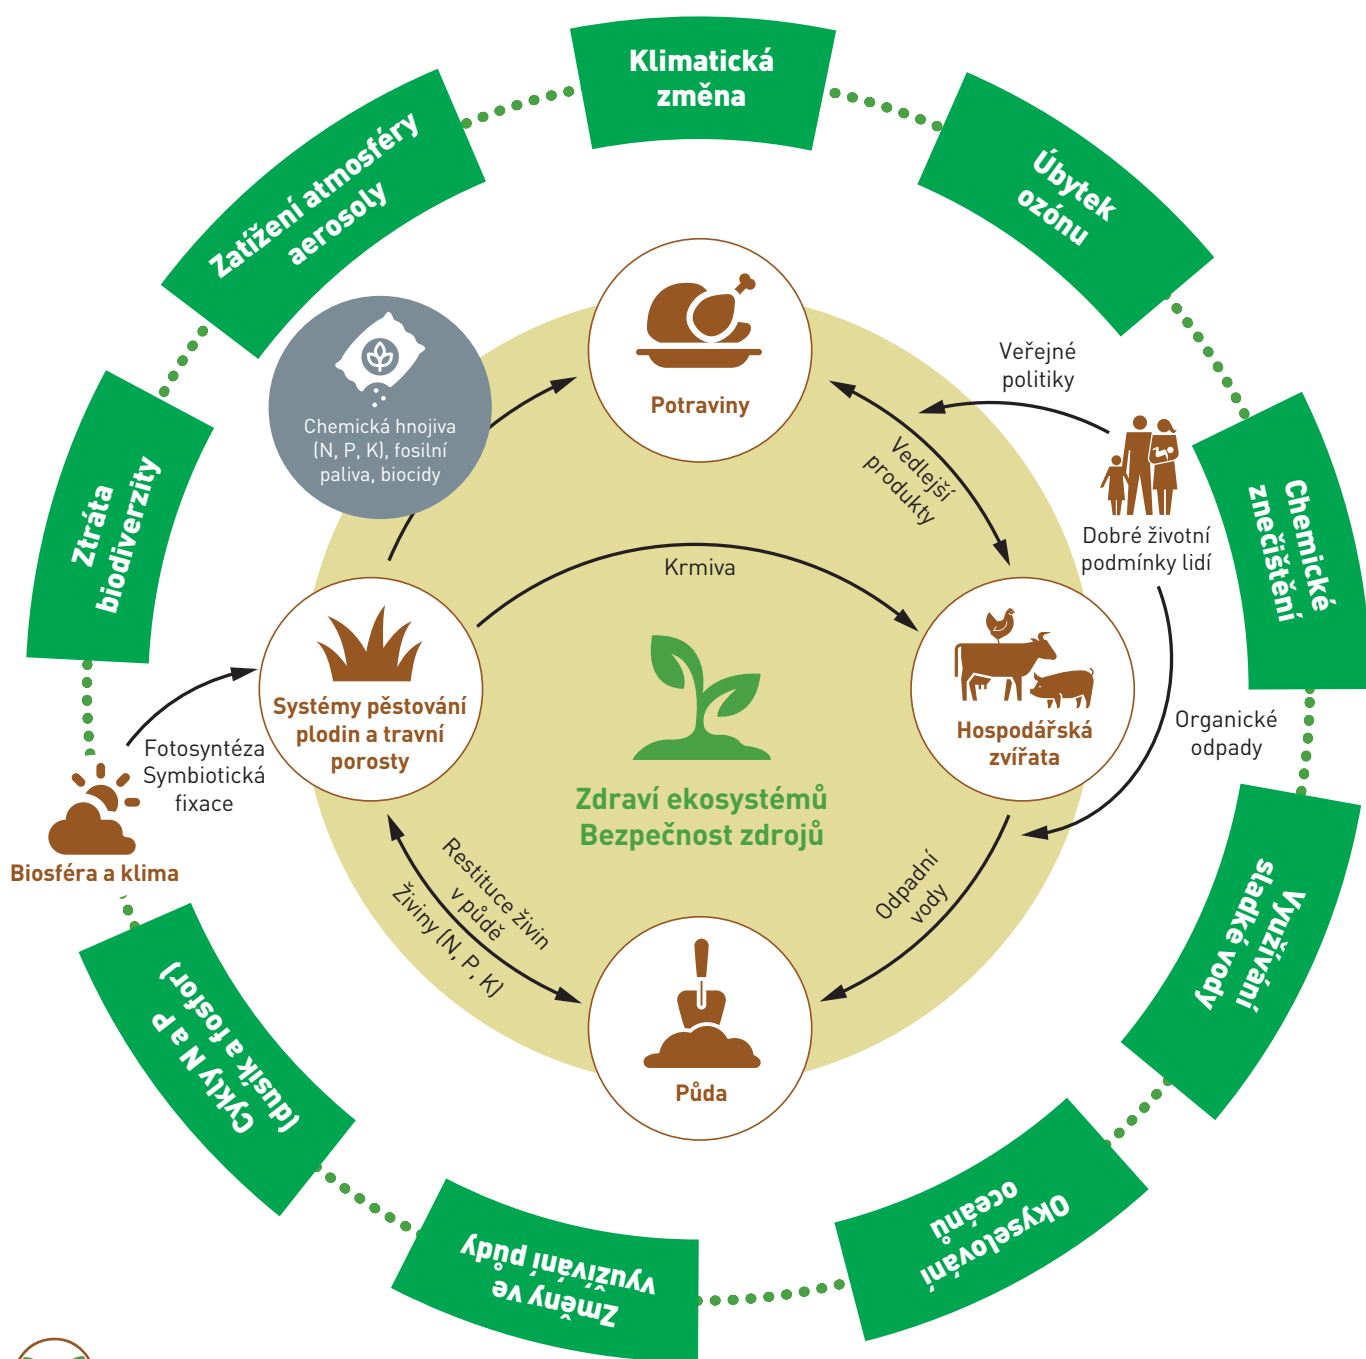 Klimatická
změna
Zatížení atmosféry
aerosoly
Úbytek
ozónu
Ztráta
biodiverzity
Chemické
znečištění
Chemická hnojiva
(N, P, K), fosilní
paliva, biocidy
Potraviny
Veřejné
politiky
Vedlejší
produkty
Dobré životní
podmínky lidí
Krmiva
Systémy pěstování
plodin a travní
porosty
Hospodářská
zvířata
Organické
odpady
Fotosyntéza
Symbiotická
fixace
Biosféra a klima
Zdraví ekosystémů
Bezpečnost zdrojů
Restituce živin
v půdě
Živiny (N, P, K)
Odpadní
vody
Půda
Využívání
sladké vody
Cykly N a P
(dusík a fosfor)
Okyselování
oceánů
Změny ve
využívání půdy